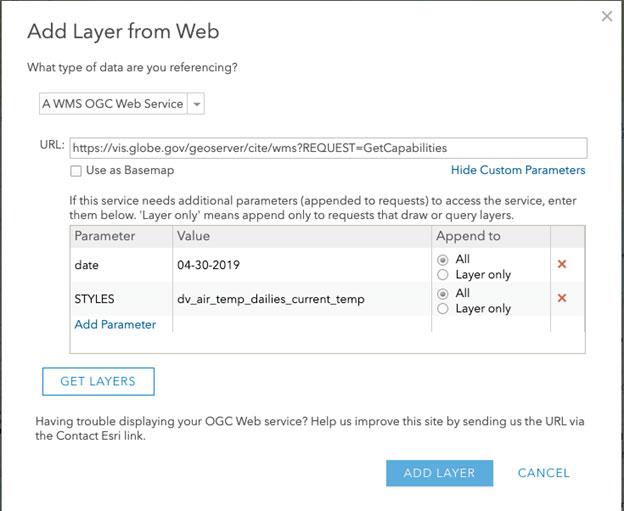 Add Layer from Web
What type of data are you referencing?
A WMS OGC Web Service
URL: https://vis.globe.gov/geoserver/cite/wms?REQUEST=GetCapabilities
Use as Basemap Hide Custom Parameters
If this service needs additional parameters (appended to requests) to access the service, enter
them below. 'Layer only' means append only to requests that draw or query layers.
Parameter Value Append to
date 04-30-2019 All
Layer only
STYLES dv_air_temp_dailies_current_temp All
Layer only
Add Parameter
GET LAYERS
Having trouble displaying your OGC Web service? Help us improve this site by sending us the URL via
the Contact Esri link.
ADD LAYER CANCEL